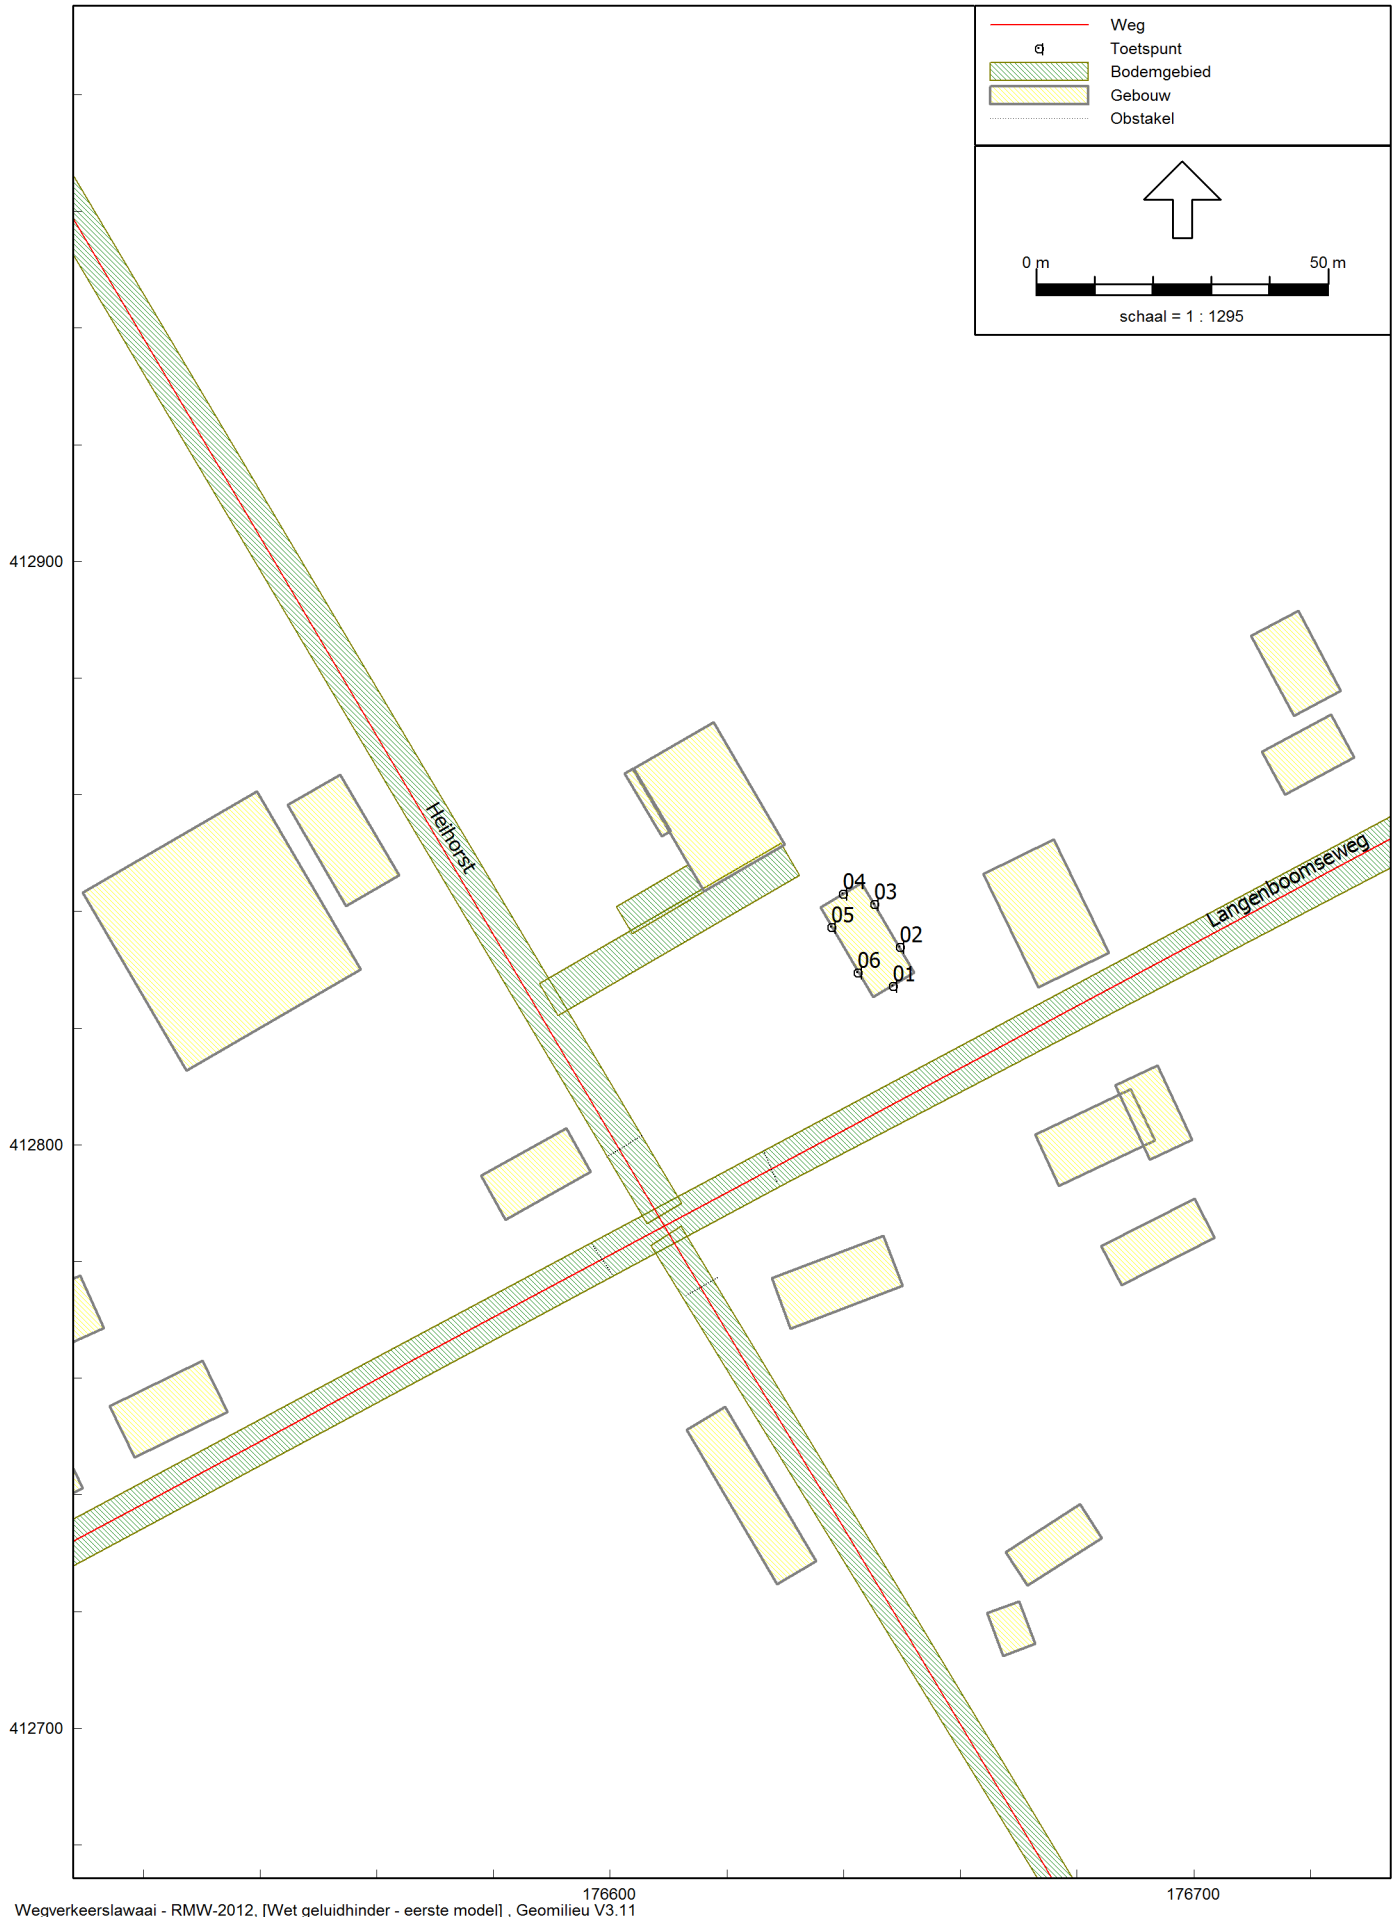 Weg
Toetspunt
Bodemgebied
Gebouw
Obstakel
0 m 50 m
schaal = 1 : 1295
412900
Heihorst
Langenboomseweg
04
03
05
02
06
01
412800
412700
176600 176700
Wegverkeerslawaai - RMW-2012, [Wet geluidhinder - eerste model] , Geomilieu V3.11